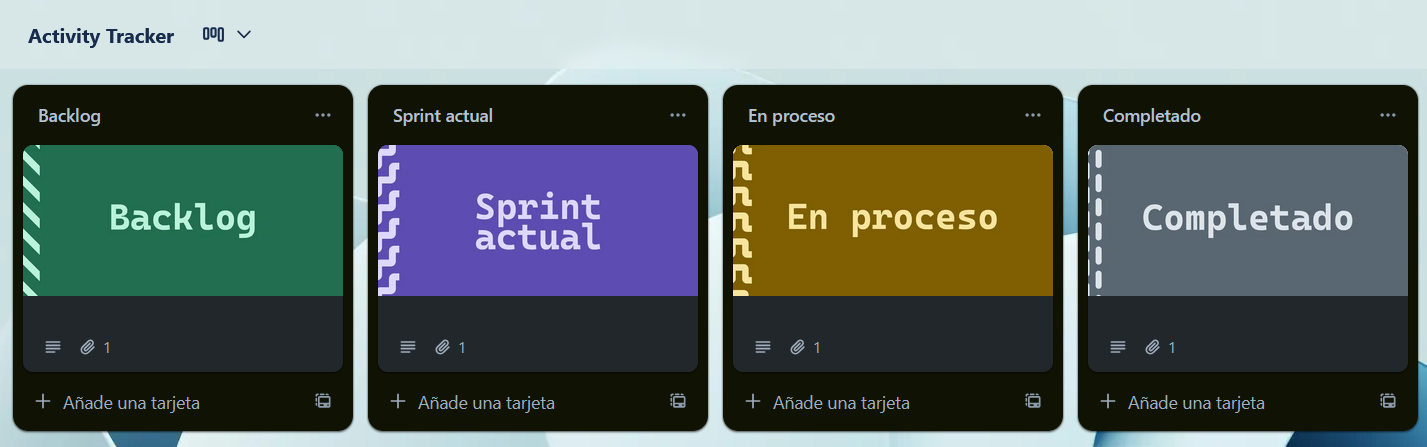 Activity Tracker
Backlog
Backlog
1
Añade una tarjeta
Sprint actual
Sprint
actual
1
Añade una tarjeta
En proceso
En proceso
1
Añade una tarjeta
Completado
Completado
1
Añade una tarjeta